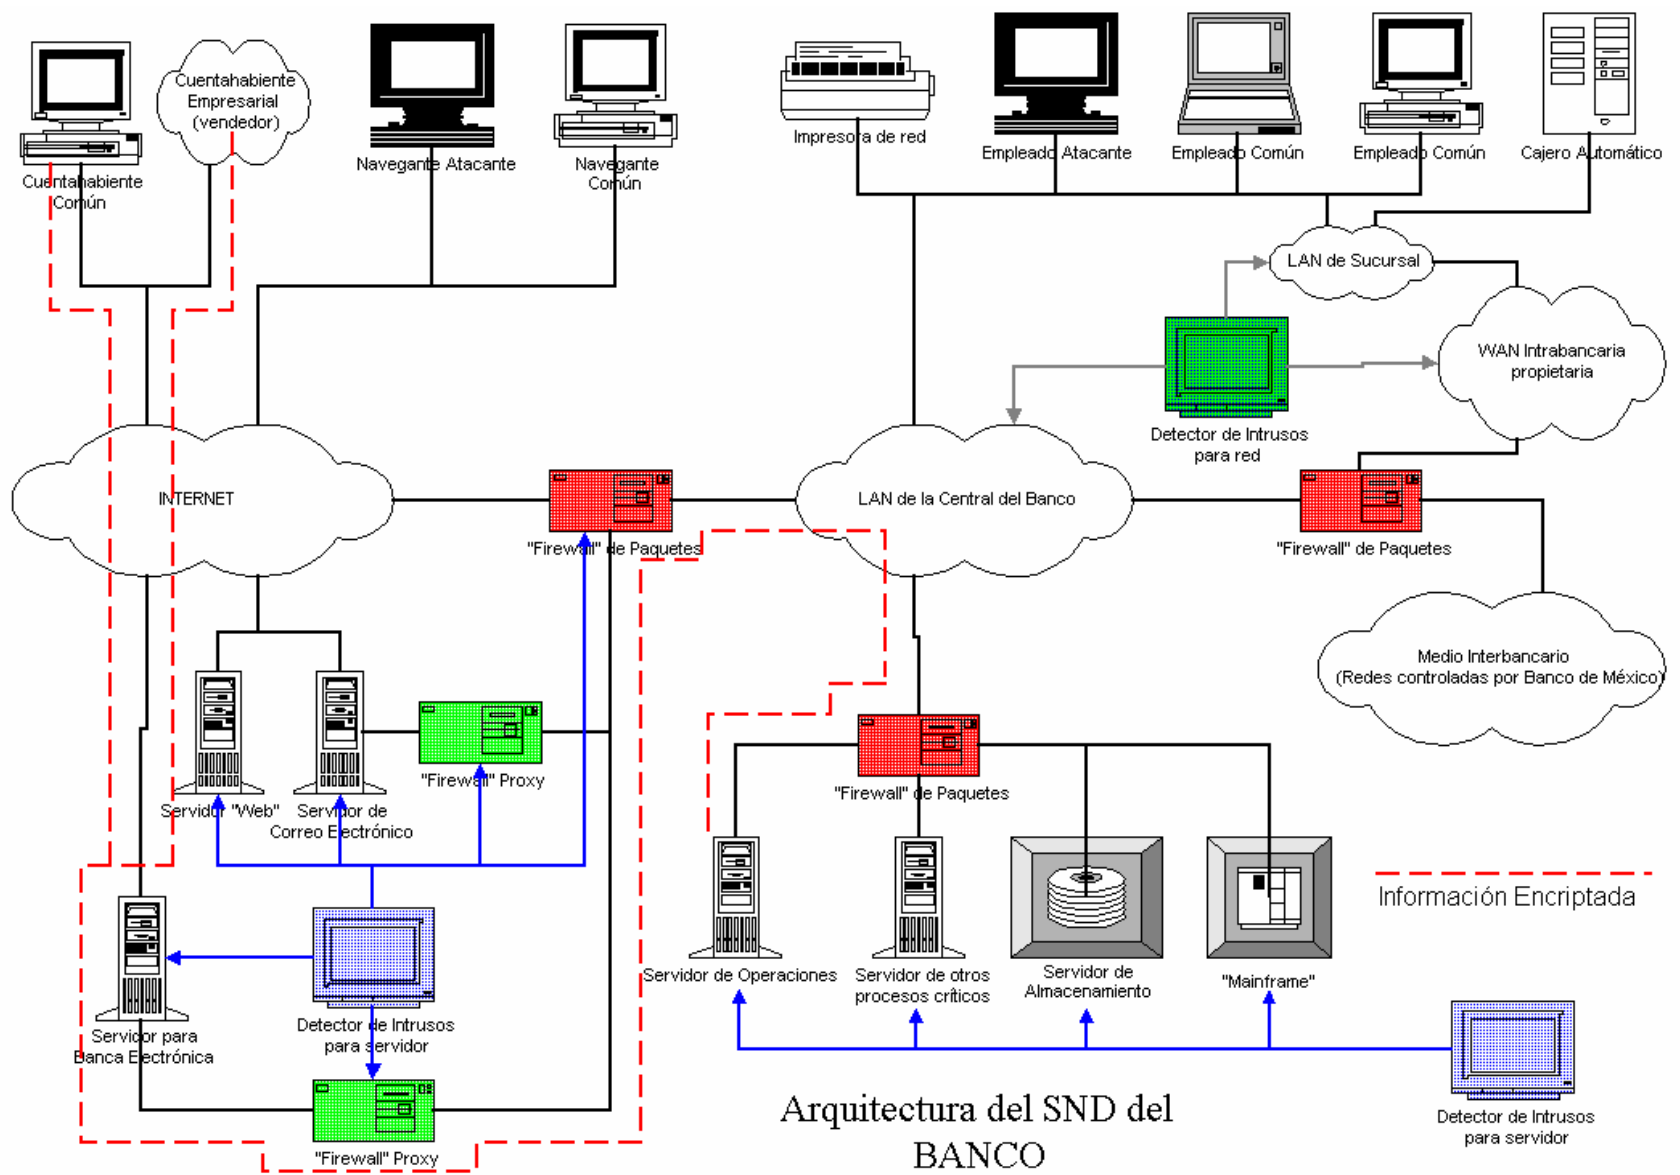 Cuentahabiente
Común
Cuentahabiente
Empresarial
(vendedor)
Navegante Atacante
Navegante
Común
Impresora de red
Empleado Atacante
Empleado Común
Empleado Común
Cajero Automático
LAN de Sucursal
WAN Intrabancaria
propietaria
Detector de Intrusos
para red
INTERNET
"Firewall" de Paquetes
LAN de la Central del Banco
"Firewall" de Paquetes
Medio Interbancario
(Redes controladas por Banco de México)
Servidor "Web"
Servidor de
Correo Electrónico
"Firewall" Proxy
"Firewall" de Paquetes
Información Encriptada
Servidor de Operaciones
Servidor de otros
procesos críticos
Servidor de
Almacenamiento
"Mainframe"
Servidor para
Banca Electrónica
Detector de Intrusos
para servidor
"Firewall" Proxy
Arquitectura del SND del
BANCO
Detector de Intrusos
para servidor